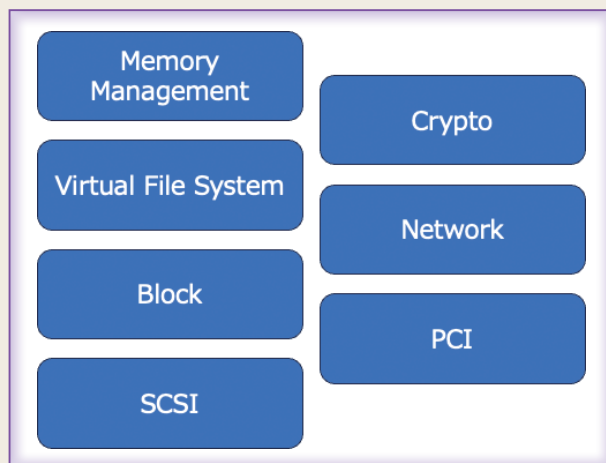 Memory
Management
Virtual File System
Block
SCSI
Crypto
Network
PCI